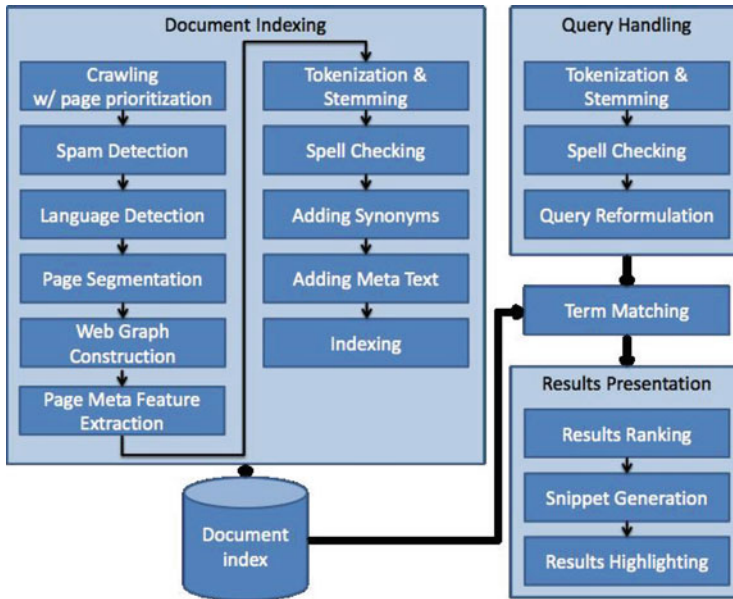 Document Indexing
Crawling
w/ page prioritization
Spam Detection
Language Detection
Page Segmentation
Web Graph
Construction
Page Meta Feature
Extraction
Tokenization &
Stemming
Spell Checking
Adding Synonyms
Adding Meta Text
Indexing
Document
index
Query Handling
Tokenization &
Stemming
Spell Checking
Query Reformulation
Term Matching
Results Presentation
Results Ranking
Snippet Generation
Results Highlighting